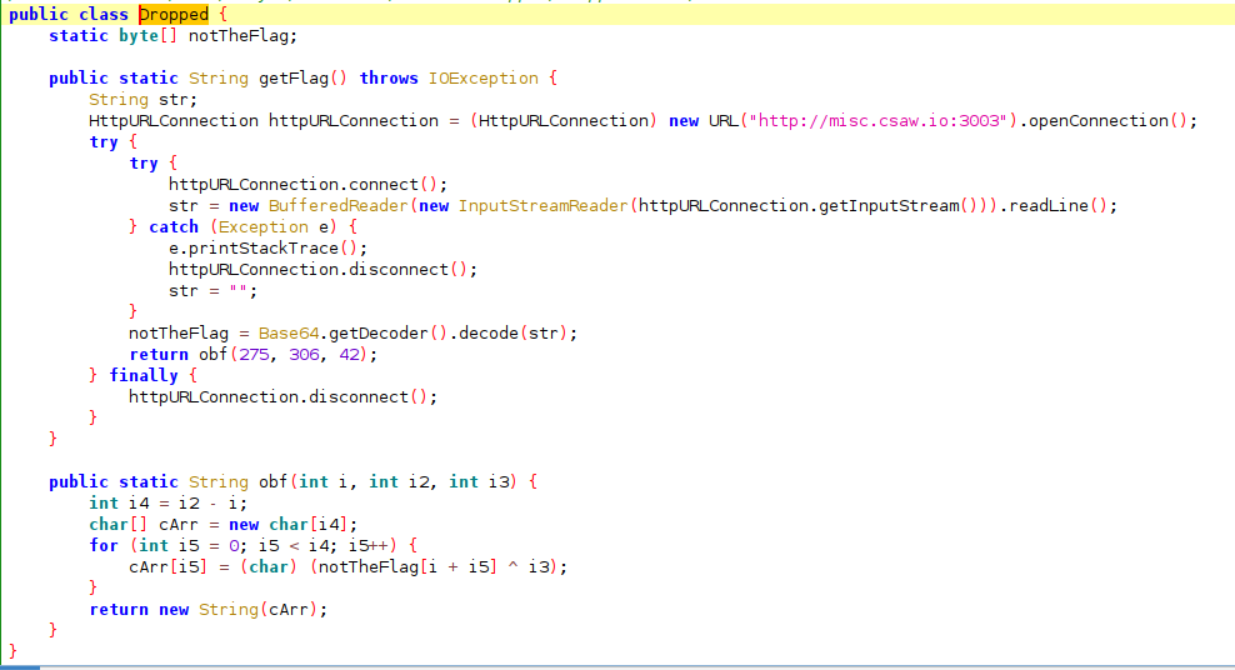 public class Dropped {
    static byte[] notTheFlag;
    public static String getFlag() throws IOException {
        String str;
        HttpURLConnection httpURLConnection = (HttpURLConnection) new URL("http://misc.csaw.io:3003").openConnection();
        try {
            try {
                httpURLConnection.connect();
                str = new BufferedReader(new InputStreamReader(httpURLConnection.getInputStream())).readLine();
            } catch (Exception e) {
                e.printStackTrace();
                httpURLConnection.disconnect();
                str = "";
            }
            notTheFlag = Base64.getDecoder().decode(str);
            return obf(275, 306, 42);
        } finally {
            httpURLConnection.disconnect();
        }
    }
    public static String obf(int i, int i2, int i3) {
        int i4 = i2 - i;
        char[] cArr = new char[i4];
        for (int i5 = 0; i5 < i4; i5++) {
            cArr[i5] = (char) (notTheFlag[i + i5] ^ i3);
        }
        return new String(cArr);
    }
}